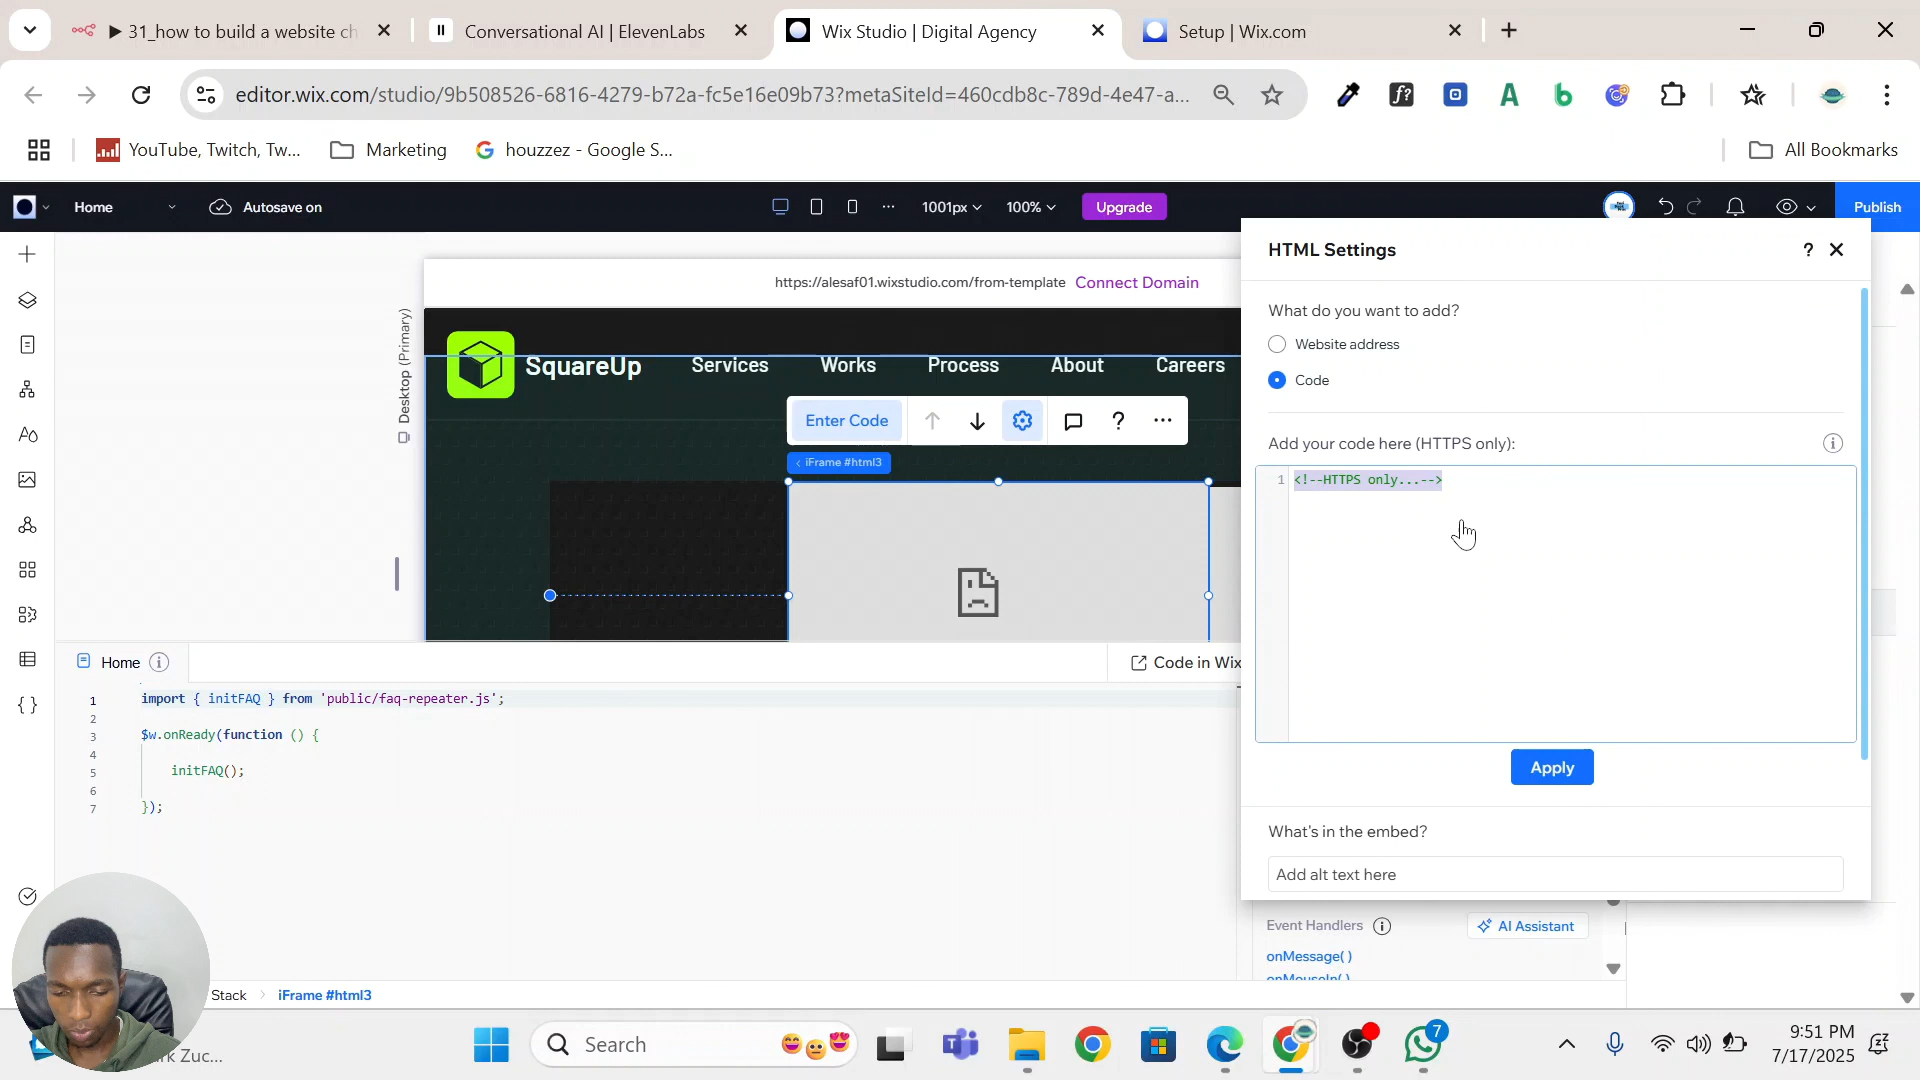 31_how to build a website ch
Conversational AI | ElevenLabs
Wix Studio | Digital Agency
Setup | Wix.com
editor.wix.com/studio/9b508526-6816-4279-b72a-fc5e16e09b73?metaSiteId=460cdb8c-789d-4e47-a...
YouTube, Twitch, Tw...
Marketing
houzzez - Google S...
All Bookmarks
Home
Autosave on
1001px
100%
Upgrade
Publish
https://alesaf01.wixstudio.com/from-template Connect Domain
Desktop (Primary)
SquareUp
Services
Works
Process
About
Careers
Enter Code
iFrame #html3
HTML Settings
What do you want to add?
Website address
Code
Add your code here (HTTPS only):
1 <!--HTTPS only...-->
Apply
What's in the embed?
Add alt text here
Home
Code in Wix
1 import { initFAQ } from 'public/faq-repeater.js';
2
3 $w.onReady(function () {
4
5 initFAQ();
6
7 });
Event Handlers
AI Assistant
onMessage( )
onMouseIn( )
Stack
iFrame #html3
Search
7
9:51 PM
7/17/2025